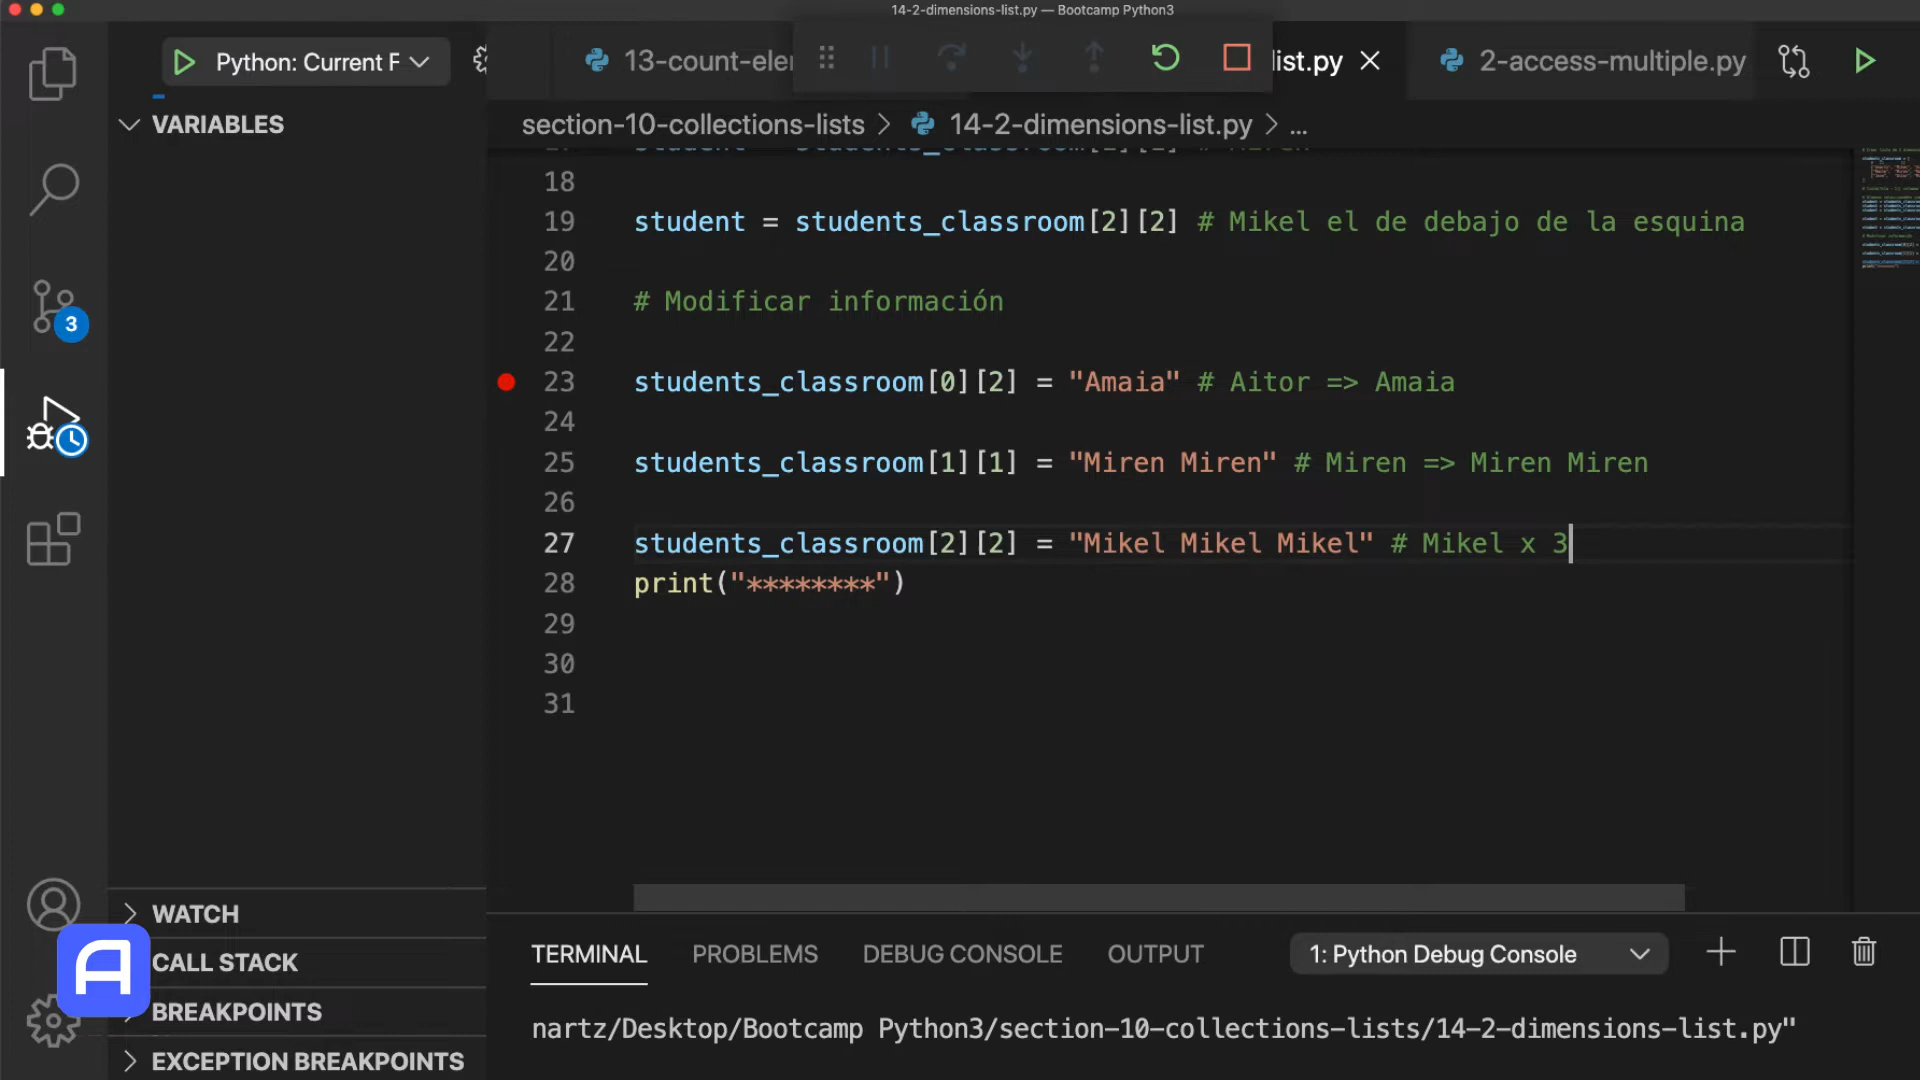 14-2-dimensions-list.py — Bootcamp Python3
Python: Current F
13-count-ele
list.py
2-access-multiple.py
VARIABLES
section-10-collections-lists > 14-2-dimensions-list.py > ...
18
19 student = students_classroom[2][2] # Mikel el de debajo de la esquina
20
21 # Modificar información
22
23 students_classroom[0][2] = "Amaia" # Aitor => Amaia
24
25 students_classroom[1][1] = "Miren Miren" # Miren => Miren Miren
26
27 students_classroom[2][2] = "Mikel Mikel Mikel" # Mikel x 3
28 print("********")
29
30
31
3
WATCH
CALL STACK
BREAKPOINTS
EXCEPTION BREAKPOINTS
TERMINAL PROBLEMS DEBUG CONSOLE OUTPUT 1: Python Debug Console
nartz/Desktop/Bootcamp Python3/section-10-collections-lists/14-2-dimensions-list.py"